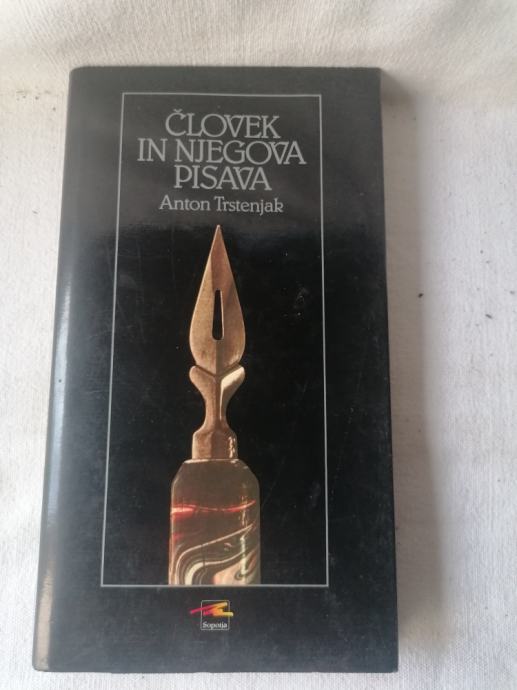 ČLOVEK
IN NJEGOVA
PISAVA
Anton Trstenjak
Sopotja